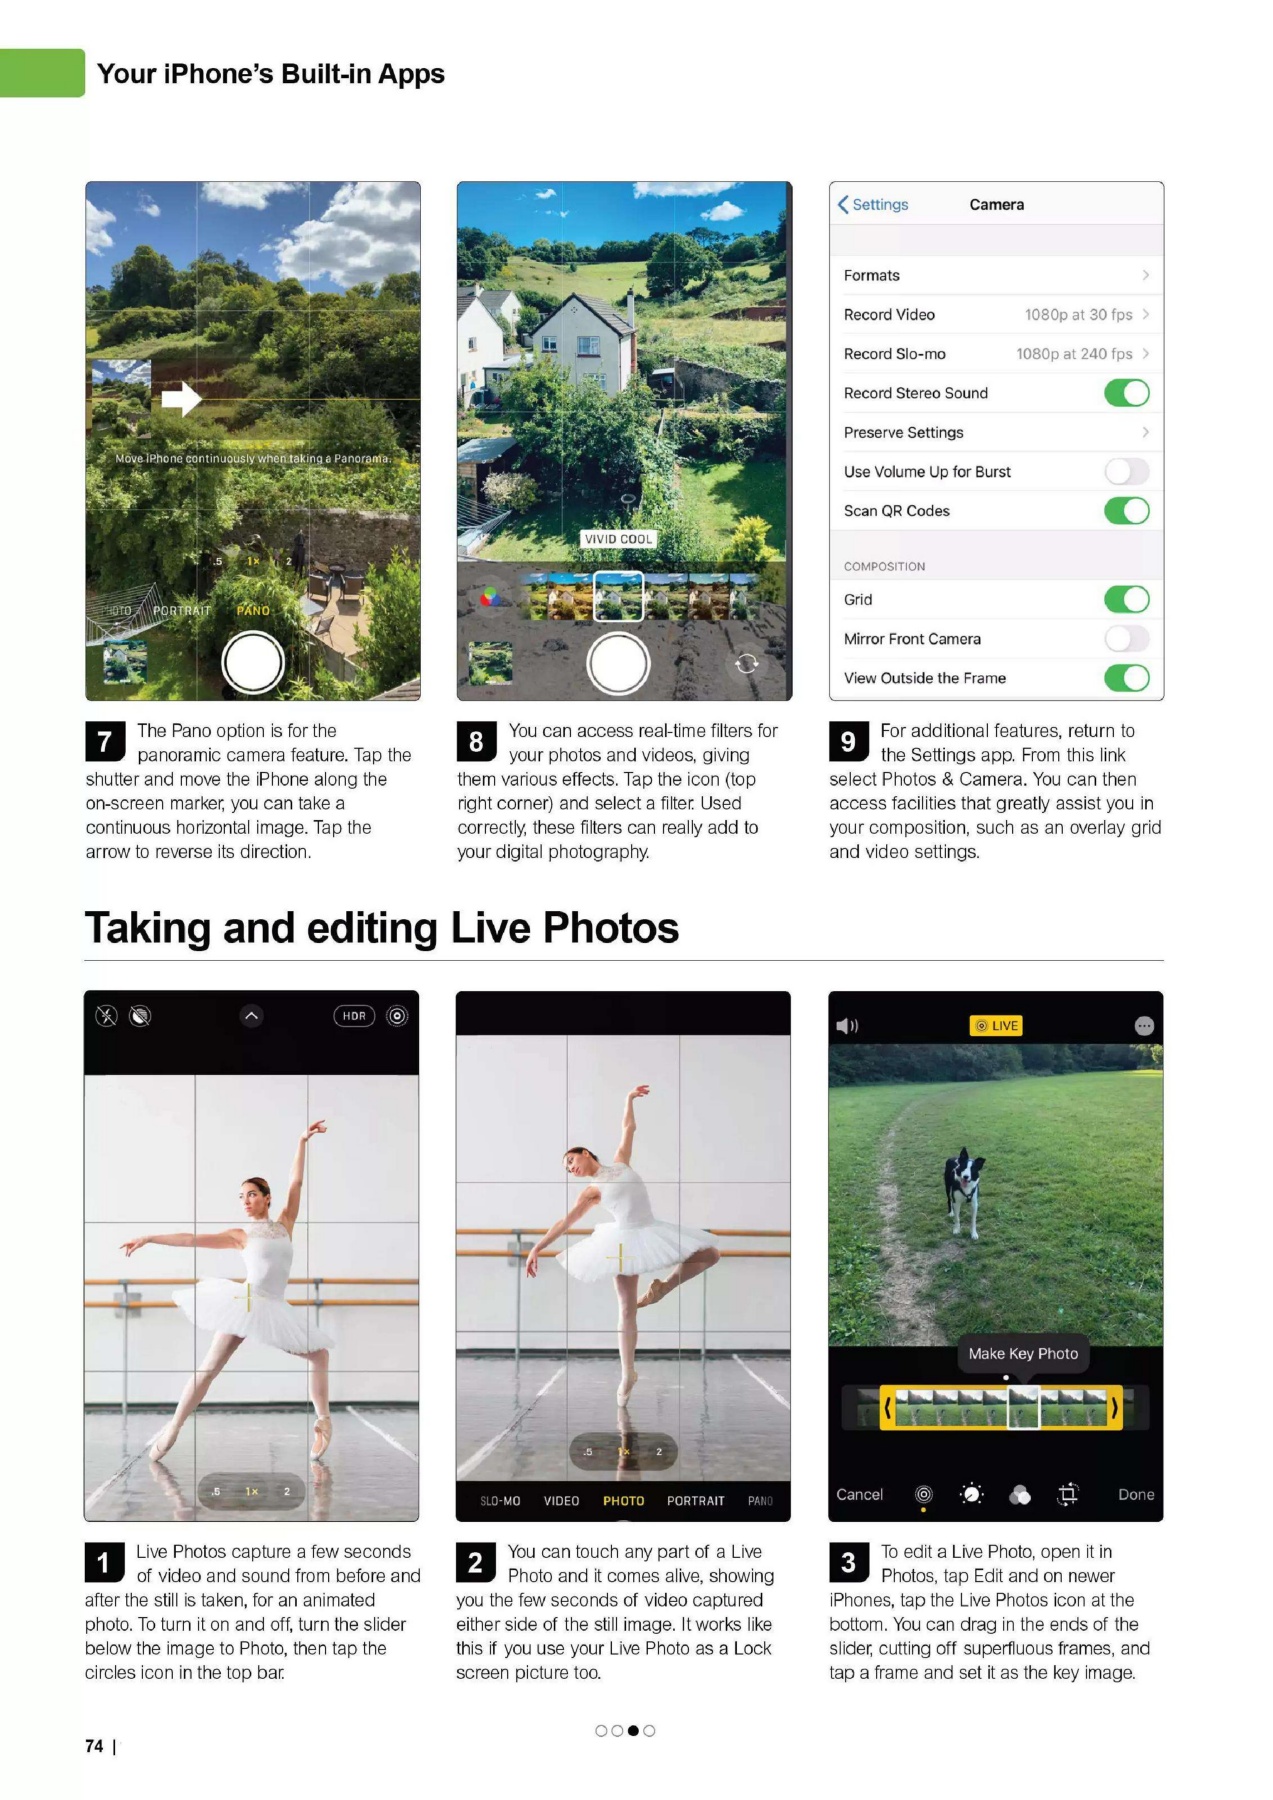 Your iPhone's Built-in Apps
Move iPhone continuously when taking a Panorama.
.5 1× 2
PORTRAIT PANO
VIVID COOL
Settings Camera
Formats
Record Video 1080p at 30 fps
Record Slo-mo 1080p at 240 fps
Record Stereo Sound
Preserve Settings
Use Volume Up for Burst
Scan QR Codes
COMPOSITION
Grid
Mirror Front Camera
View Outside the Frame
7 The Pano option is for the
panoramic camera feature. Tap the
shutter and move the iPhone along the
on-screen marker, you can take a
continuous horizontal image. Tap the
arrow to reverse its direction.
8 You can access real-time filters for
your photos and videos, giving
them various effects. Tap the icon (top
right corner) and select a filter. Used
correctly, these filters can really add to
your digital photography.
9 For additional features, return to
the Settings app. From this link
select Photos & Camera. You can then
access facilities that greatly assist you in
your composition, such as an overlay grid
and video settings.
Taking and editing Live Photos
HDR
.5 1× 2
.5 1× 2
SLO-MO VIDEO PHOTO PORTRAIT PANO
LIVE
Make Key Photo
Cancel Done
1 Live Photos capture a few seconds
of video and sound from before and
after the still is taken, for an animated
photo. To turn it on and off, turn the slider
below the image to Photo, then tap the
circles icon in the top bar.
2 You can touch any part of a Live
Photo and it comes alive, showing
you the few seconds of video captured
either side of the still image. It works like
this if you use your Live Photo as a Lock
screen picture too.
3 To edit a Live Photo, open it in
Photos, tap Edit and on newer
iPhones, tap the Live Photos icon at the
bottom. You can drag in the ends of the
slider, cutting off superfluous frames, and
tap a frame and set it as the key image.
74 |